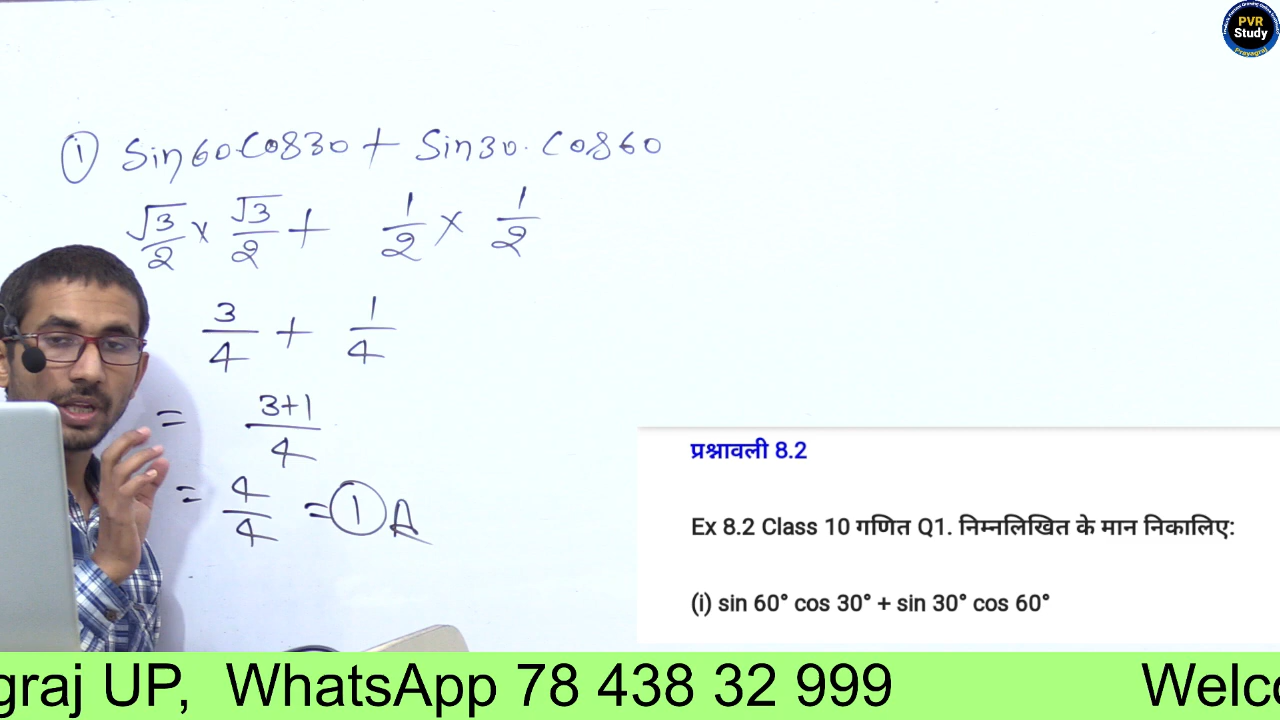 PVR
Study
Prayagraj
① Sin60·Cos30 + Sin30·Cos60
√3/2 × √3/2 + 1/2 × 1/2
3/4 + 1/4
= 3+1/4
= 4/4 = ① A
प्रश्नावली 8.2
Ex 8.2 Class 10 गणित Q1. निम्नलिखित के मान निकालिए:
(i) sin 60° cos 30° + sin 30° cos 60°
graj UP, WhatsApp 78 438 32 999 Welc